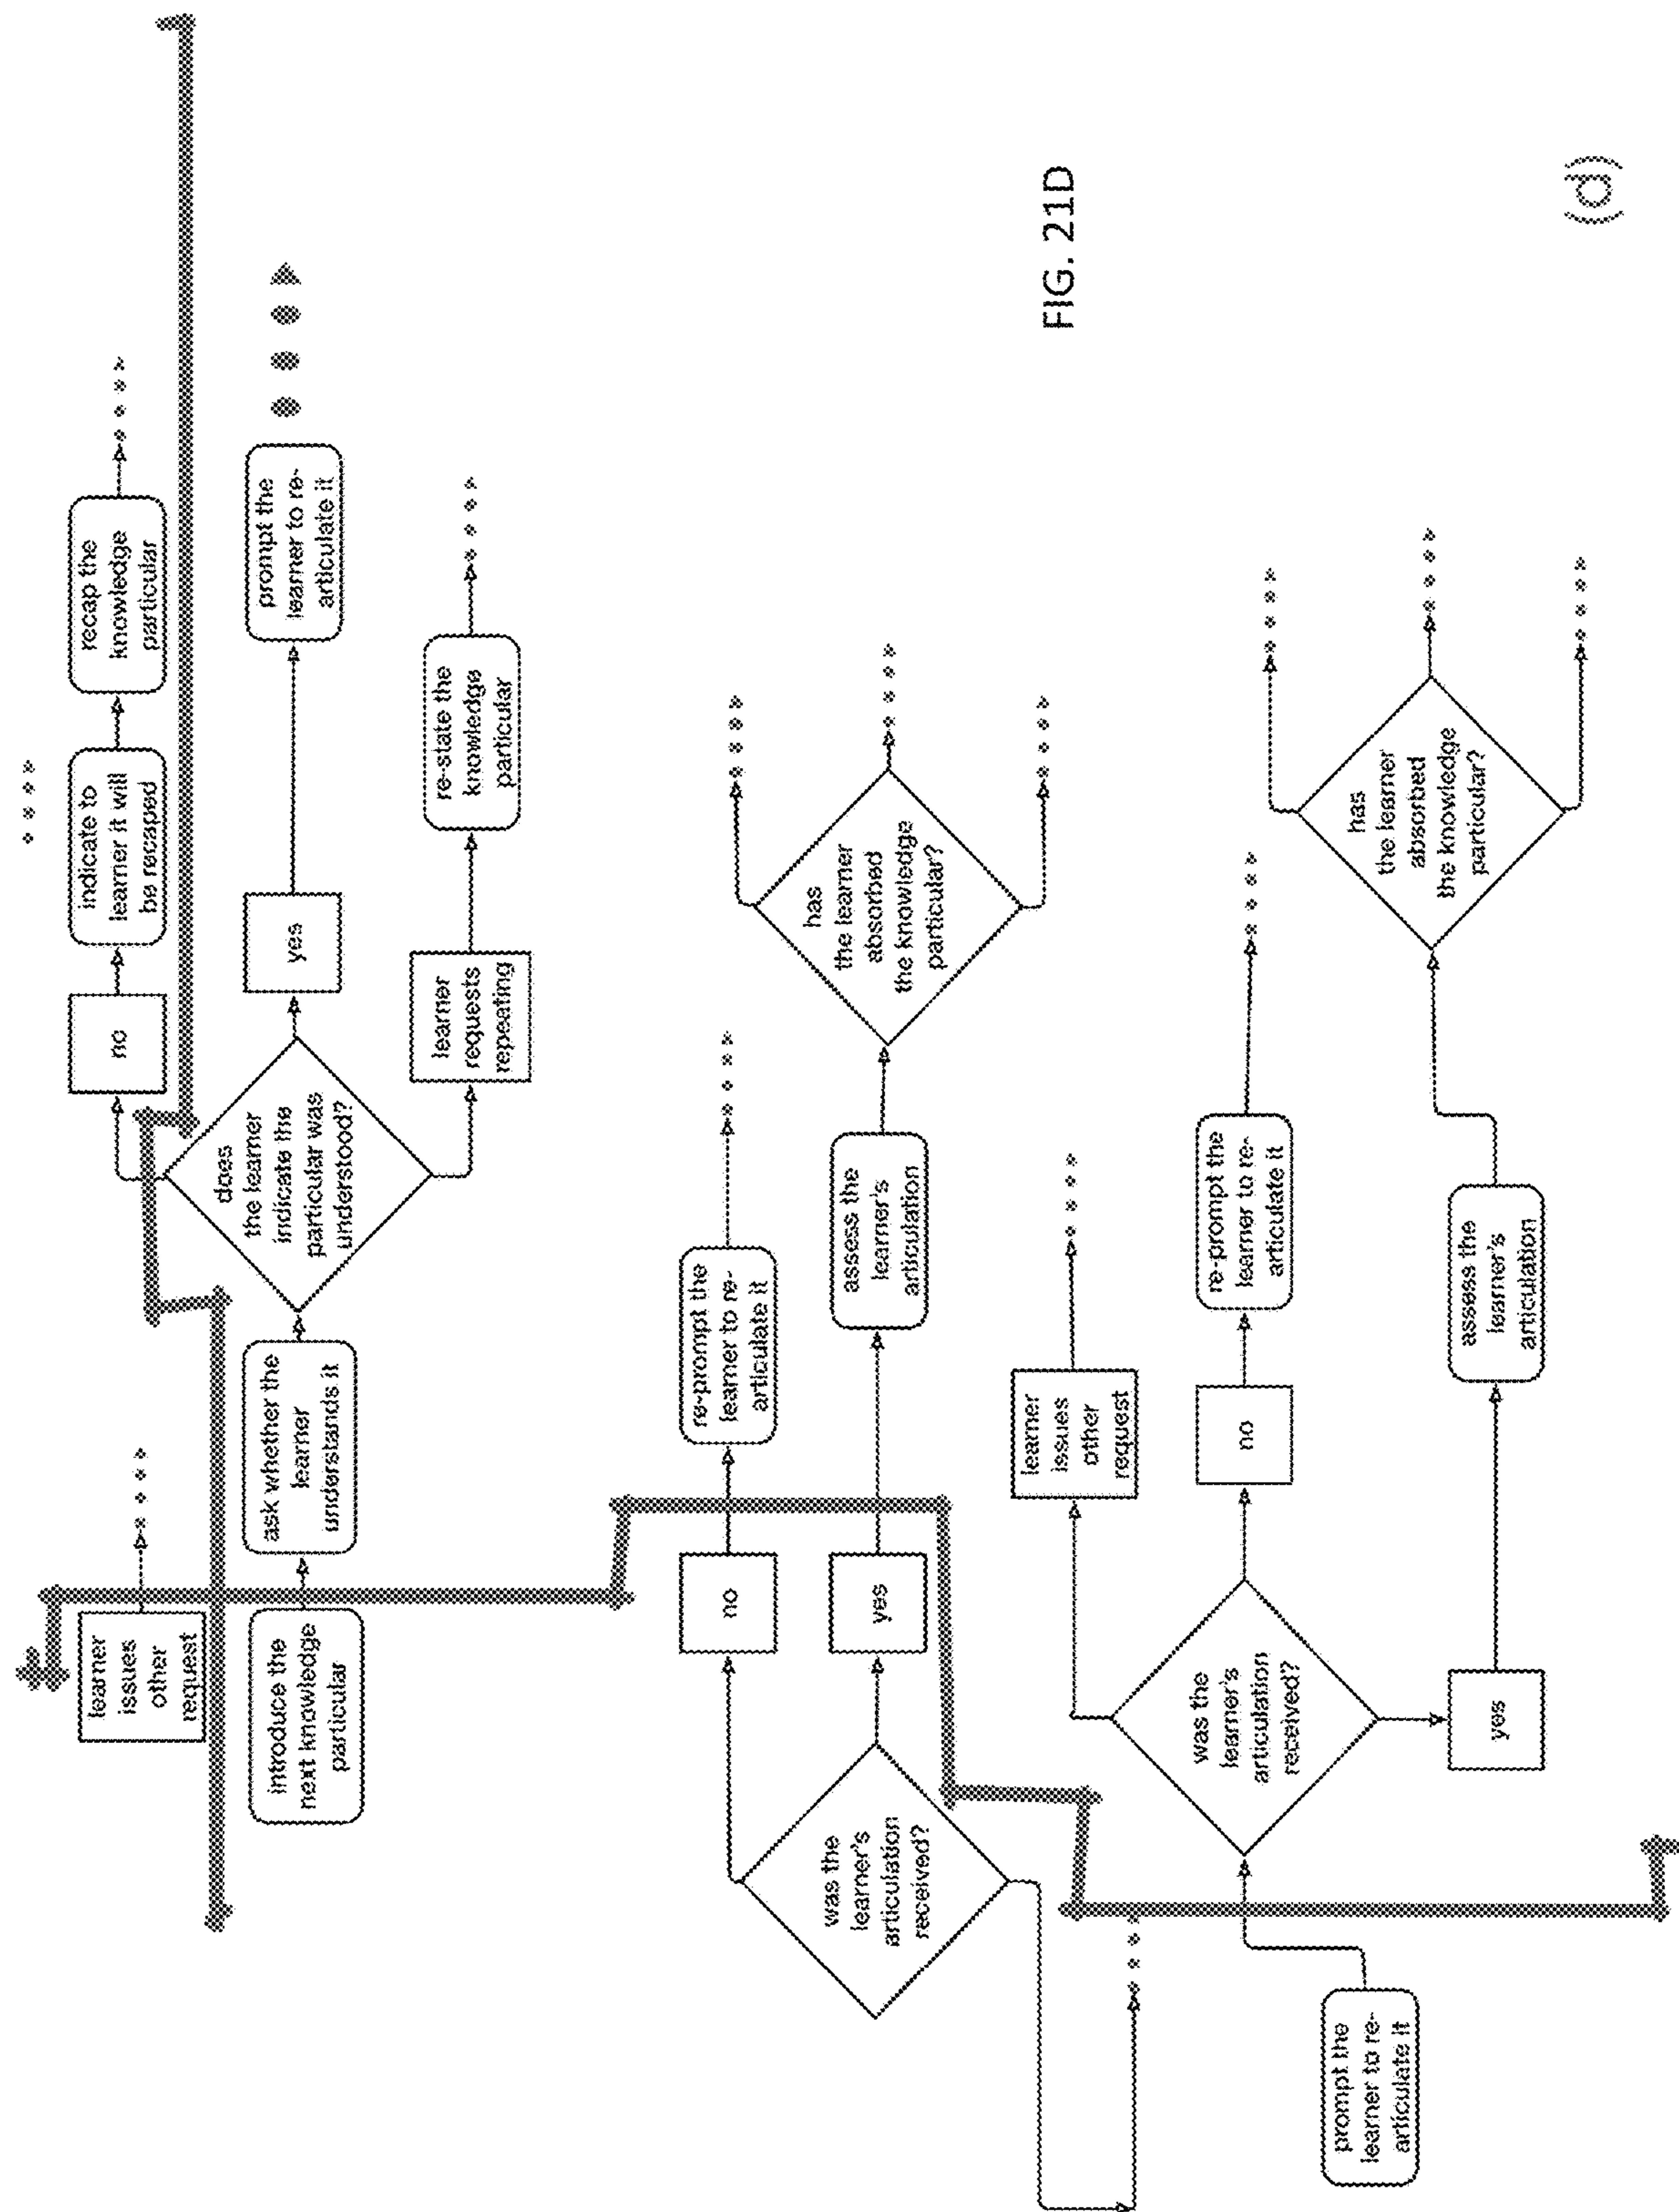 learner
issues
other
request
no
indicate to
learner it will
be recaped
recap the
knowledge
particular
introduce the
next knowledge
particular
ask whether the
learner
understands it
does
the learner
indicate the
particular was
understood?
yes
prompt the
learner to re-
articulate it
learner
requests
repeating
re-state the
knowledge
particular
was the
learner's
articulation
received?
no
re-prompt the
learner to re-
articulate it
yes
assess the
learner's
articulation
has
the learner
absorbed
the knowledge
particular?
prompt the
learner to re-
articulate it
was the
learner's
articulation
received?
learner
issues
other
request
no
re-prompt the
learner to re-
articulate it
yes
assess the
learner's
articulation
has
the learner
absorbed
the knowledge
particular?
FIG. 21D
(d)